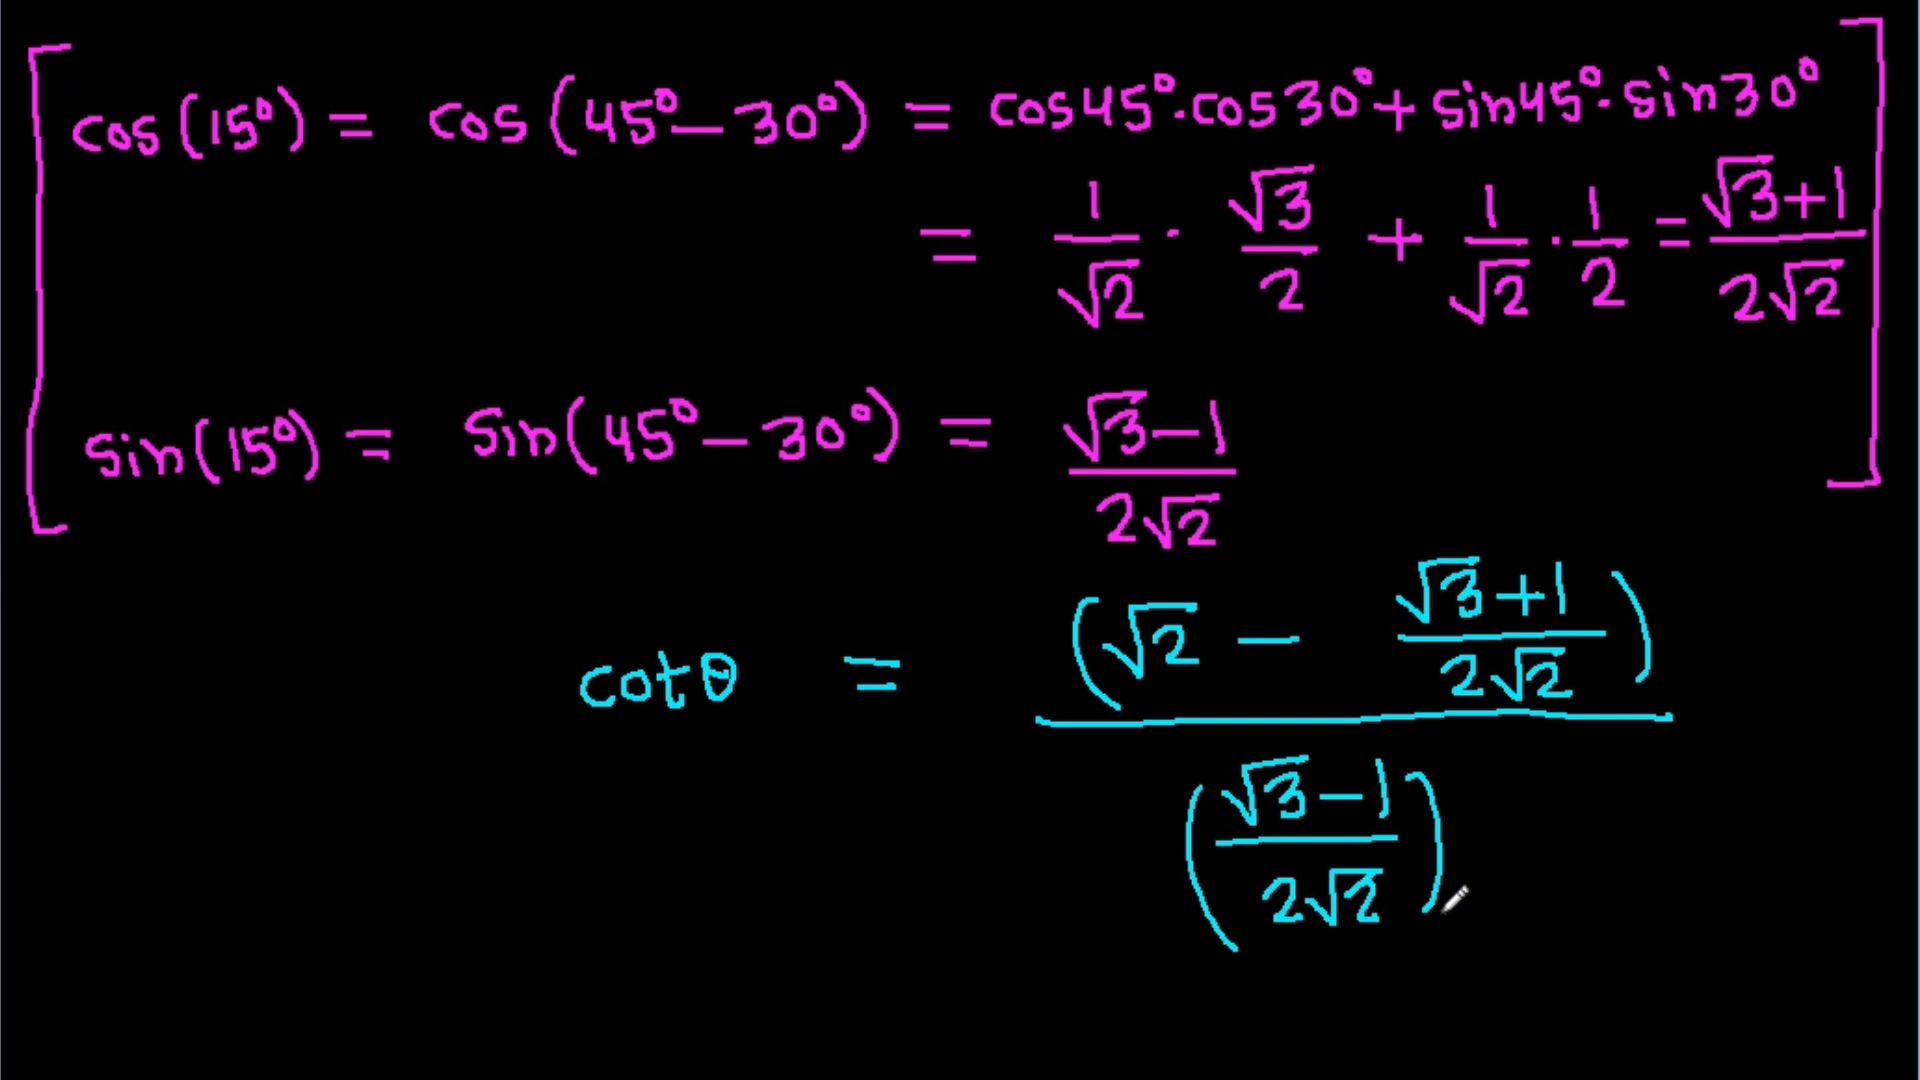 cos(15°) = cos(45° - 30°) = cos45°·cos30° + sin45°·sin30°
= 1/√2 · √3/2 + 1/√2 · 1/2 = √3+1/2√2
sin(15°) = sin(45° - 30°) = √3-1/2√2
cotθ = (√2 - √3+1/2√2)/(√3-1/2√2)